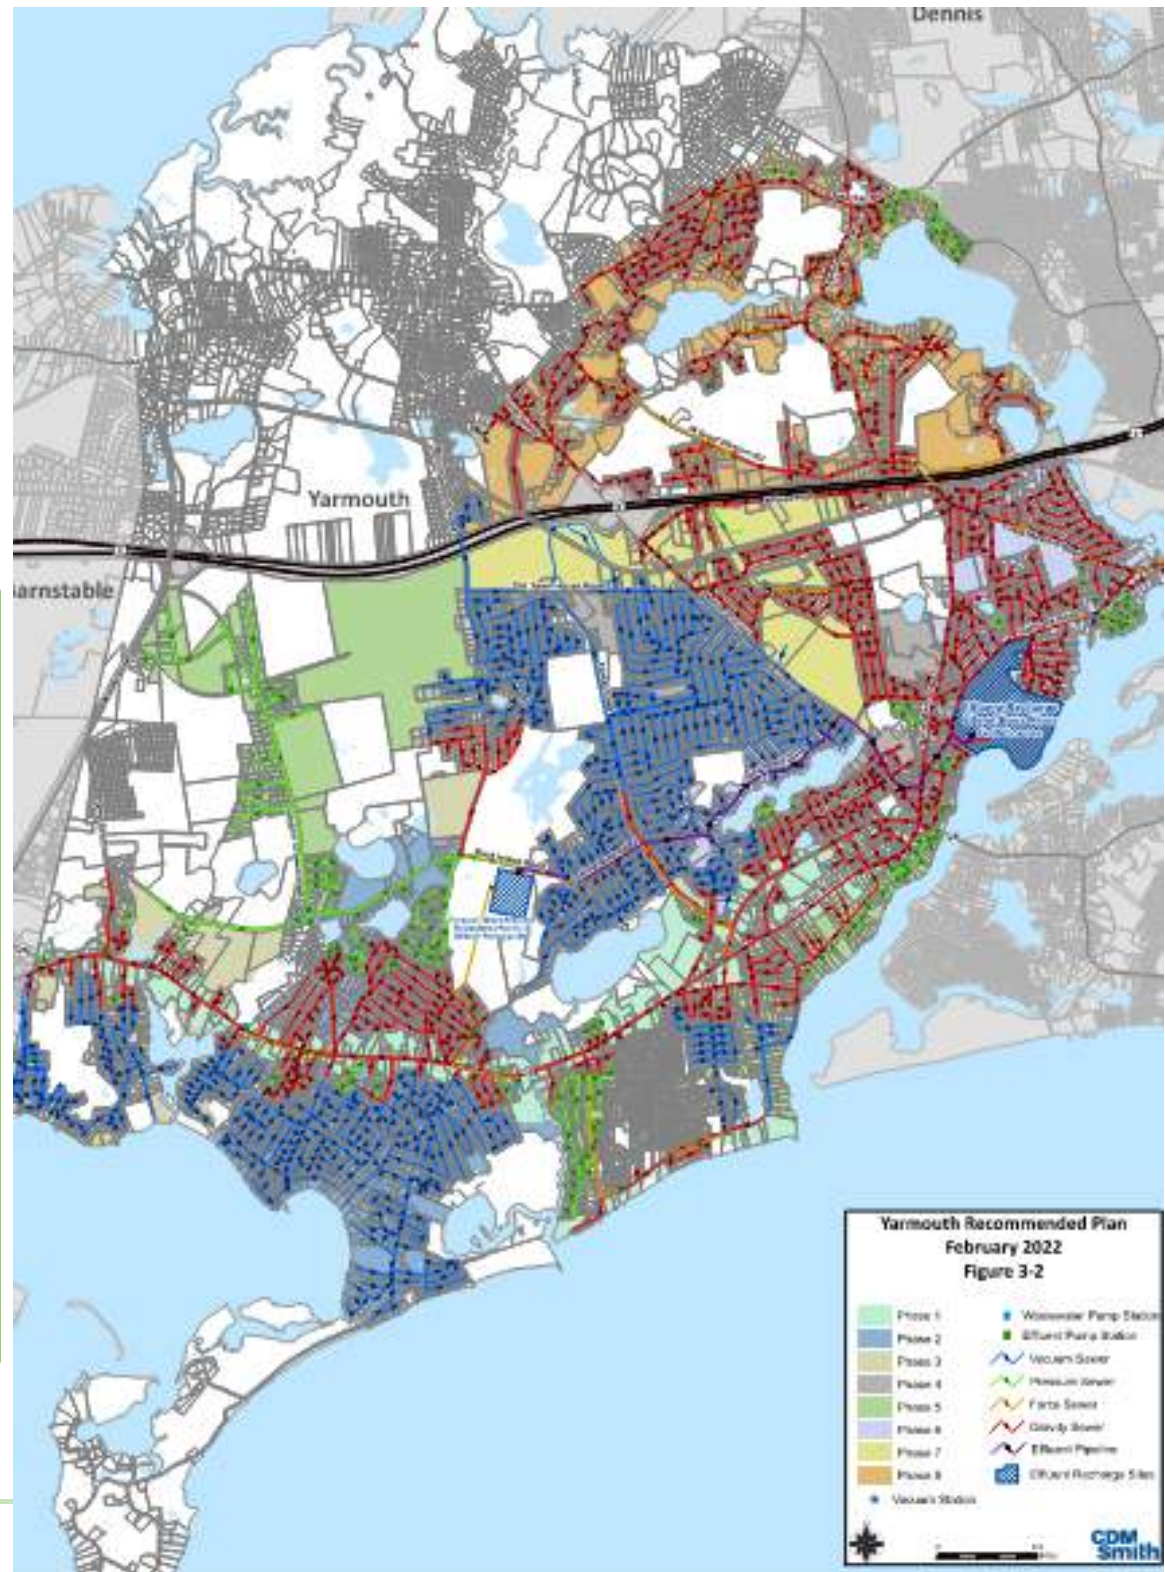 Dennis
Yarmouth
arnstable
Yarmouth Recommended Plan
February 2022
Figure 3-2
Phase 1
Phase 2
Phase 3
Phase 4
Phase 5
Phase 6
Phase 7
Phase 8
Vacuum Station
Wastewater Pump Station
Effluent Pump Station
Vacuum Sewer
Pressure Sewer
Force Sewer
Gravity Sewer
Effluent Pipeline
Effluent Recharge Sites
CDM
Smith